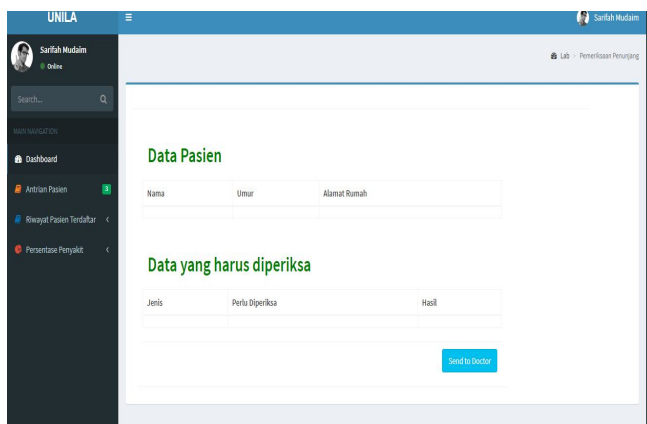 UNILA
Sarifah Mudaim
Sarifah Mudaim
Online
Lab > Pemeriksaan Penunjang
Search...
MAIN NAVIGATION
Dashboard
Antrian Pasien 3
Riwayat Pasien Terdaftar <
Persentase Penyakit <
Data Pasien
Nama Umur Alamat Rumah
Data yang harus diperiksa
Jenis Perlu Diperiksa Hasil
Send to Doctor